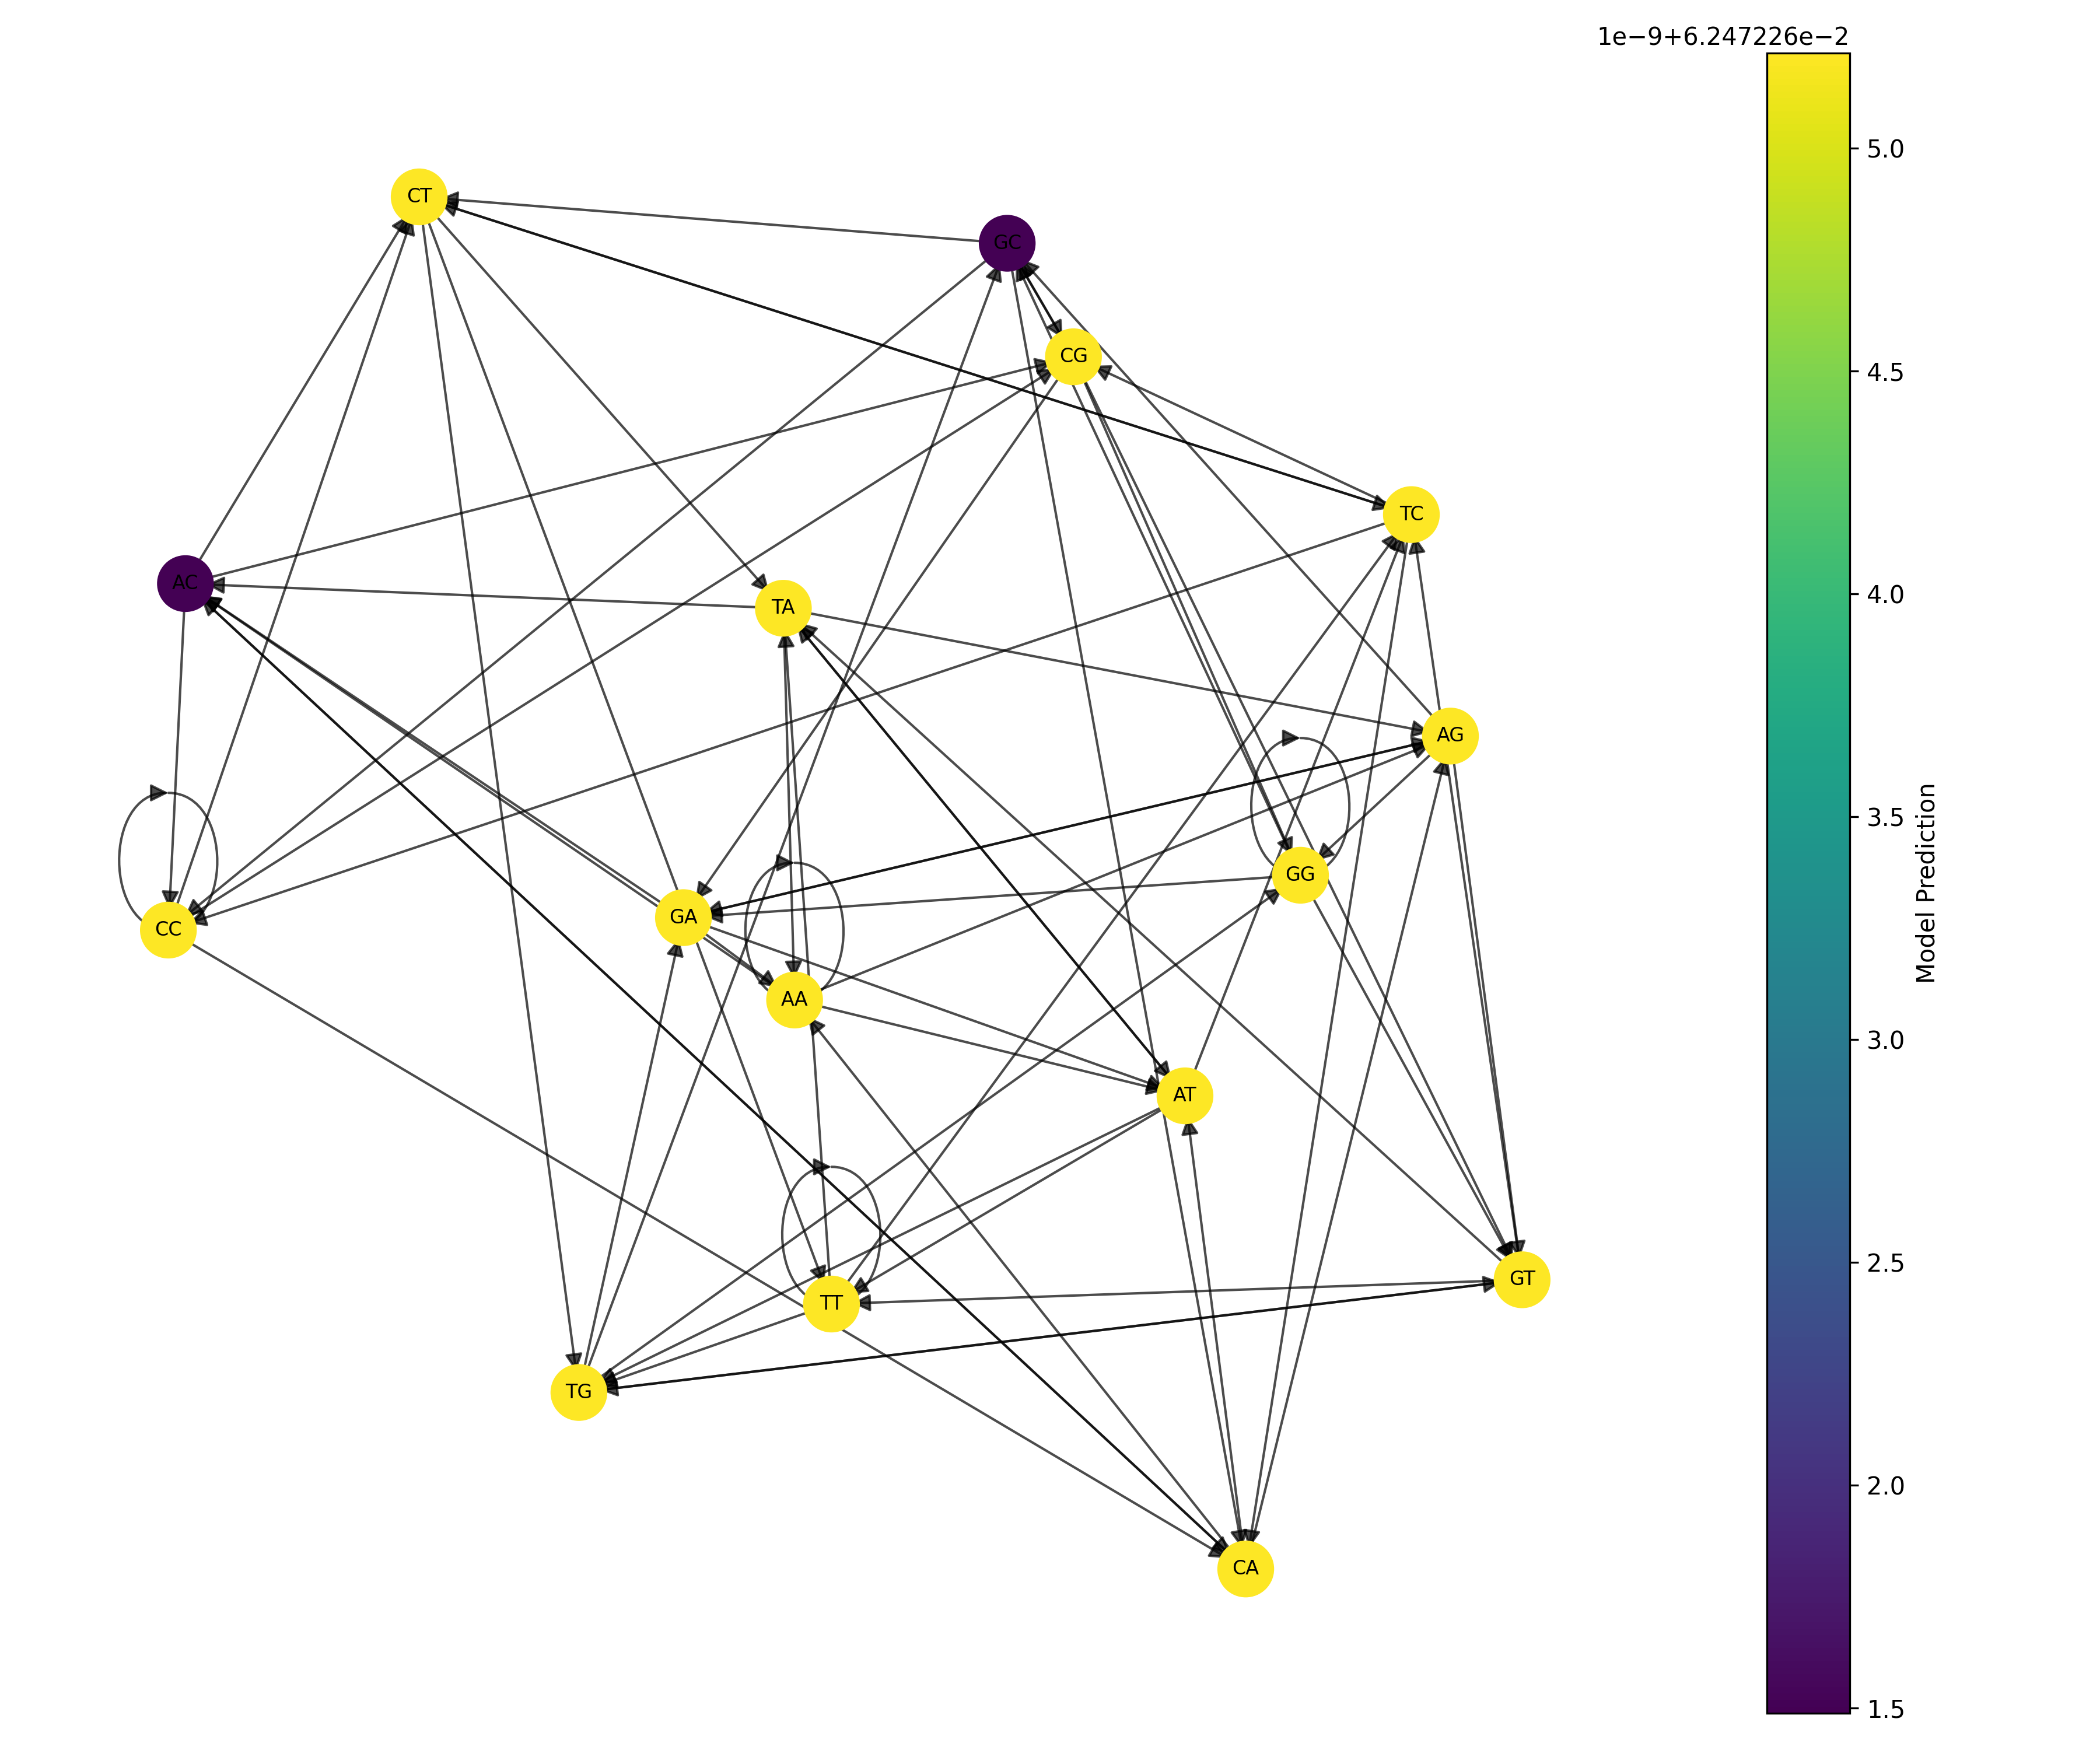 1e−9+6.247226e−2
CT
GC
CG
TC
AC
TA
AG
GG
GA
CC
AA
AT
GT
TT
TG
CA
5.0
4.5
4.0
3.5
3.0
2.5
2.0
1.5
Model Prediction